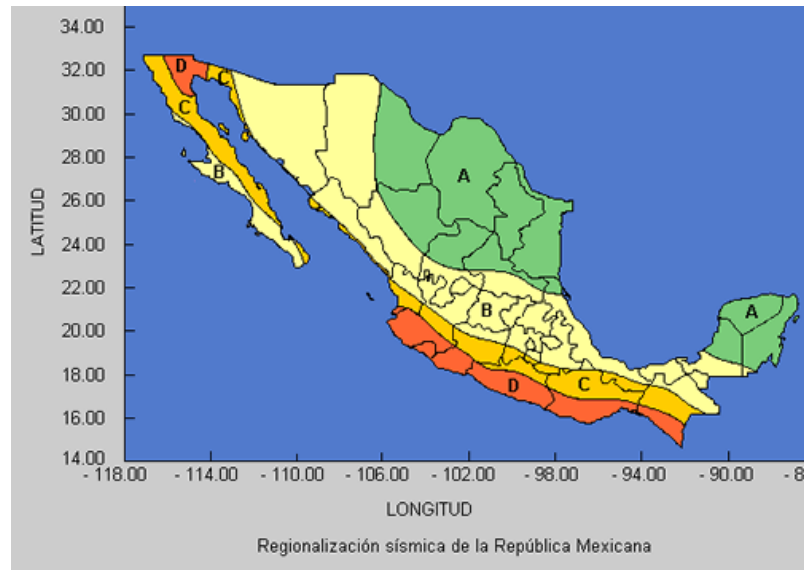 34.00
32.00
30.00
28.00
26.00
24.00
22.00
20.00
18.00
16.00
14.00
LATITUD
D
C
C
B
A
B
A
C
D
- 118.00 - 114.00 - 110.00 - 106.00 - 102.00 - 98.00 - 94.00 - 90.00 - 8
LONGITUD
Regionalización sísmica de la República Mexicana